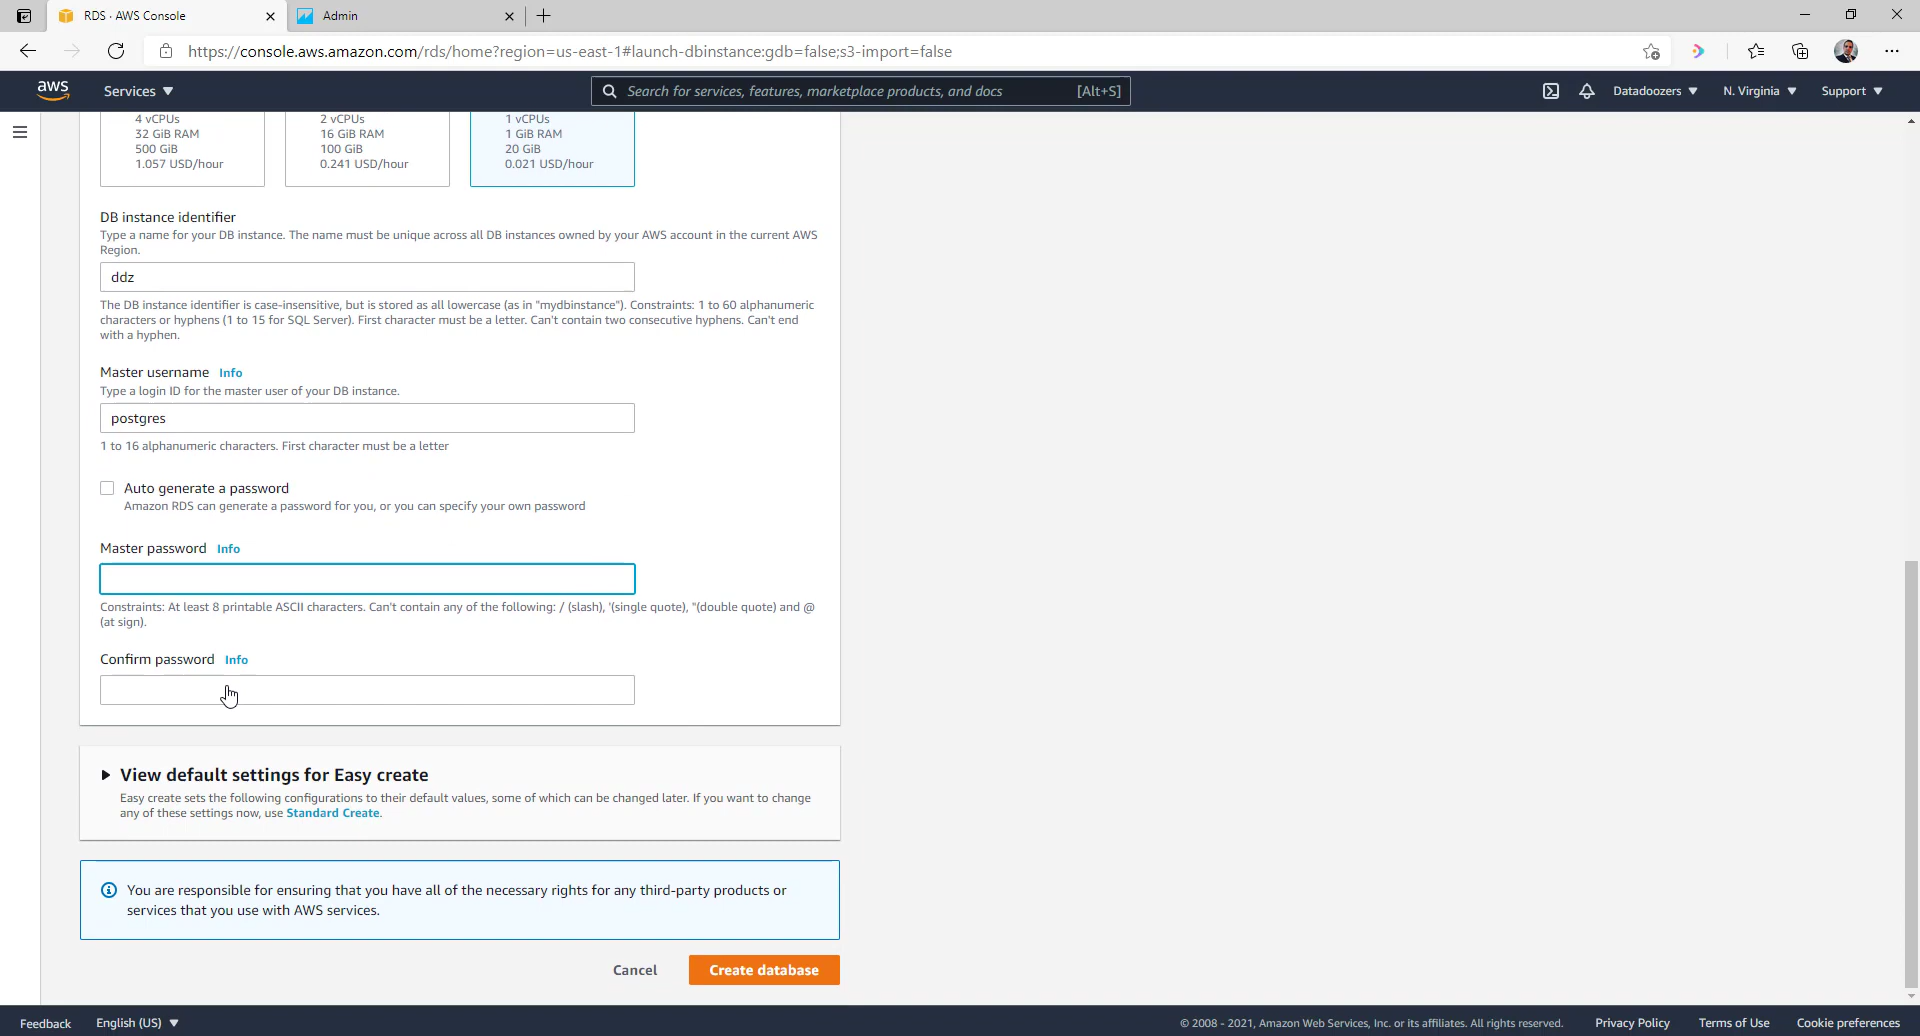 RDS · AWS Console
Admin
https://console.aws.amazon.com/rds/home?region=us-east-1#launch-dbinstance:gdb=false;s3-import=false
aws
Services
Search for services, features, marketplace products, and docs
[Alt+S]
Datadoozers
N. Virginia
Support
4 vCPUs
32 GiB RAM
500 GiB
1.057 USD/hour
2 vCPUs
16 GiB RAM
100 GiB
0.241 USD/hour
1 vCPUs
1 GiB RAM
20 GiB
0.021 USD/hour
DB instance identifier
Type a name for your DB instance. The name must be unique across all DB instances owned by your AWS account in the current AWS
Region.
ddz
The DB instance identifier is case-insensitive, but is stored as all lowercase (as in "mydbinstance"). Constraints: 1 to 60 alphanumeric
characters or hyphens (1 to 15 for SQL Server). First character must be a letter. Can't contain two consecutive hyphens. Can't end
with a hyphen.
Master username Info
Type a login ID for the master user of your DB instance.
postgres
1 to 16 alphanumeric characters. First character must be a letter
Auto generate a password
Amazon RDS can generate a password for you, or you can specify your own password
Master password Info
Constraints: At least 8 printable ASCII characters. Can't contain any of the following: / (slash), '(single quote), "(double quote) and @
(at sign).
Confirm password Info
View default settings for Easy create
Easy create sets the following configurations to their default values, some of which can be changed later. If you want to change
any of these settings now, use Standard Create.
You are responsible for ensuring that you have all of the necessary rights for any third-party products or
services that you use with AWS services.
Cancel
Create database
Feedback
English (US)
© 2008 - 2021, Amazon Web Services, Inc. or its affiliates. All rights reserved.
Privacy Policy
Terms of Use
Cookie preferences